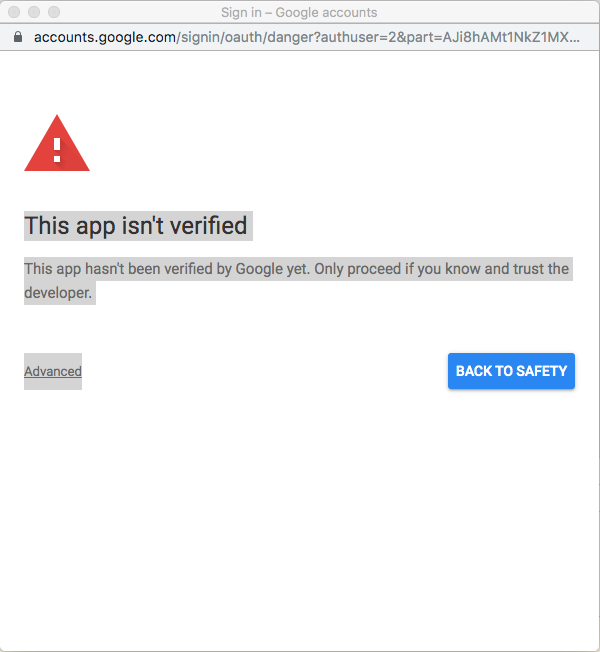 Sign in – Google accounts
accounts.google.com/signin/oauth/danger?authuser=2&part=AJi8hAMt1NkZ1MX...
This app isn't verified
This app hasn't been verified by Google yet. Only proceed if you know and trust the
developer.
Advanced
BACK TO SAFETY